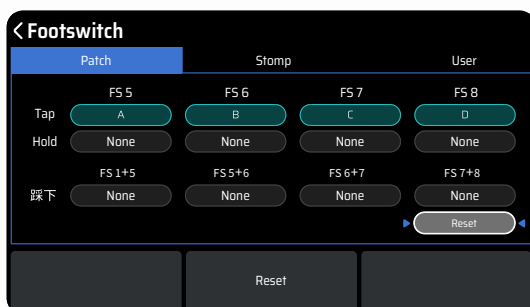 Footswitch
Patch Stomp User
FS 5 FS 6 FS 7 FS 8
Tap A B C D
Hold None None None None
FS 1+5 FS 5+6 FS 6+7 FS 7+8
踩下 None None None None
Reset
Reset